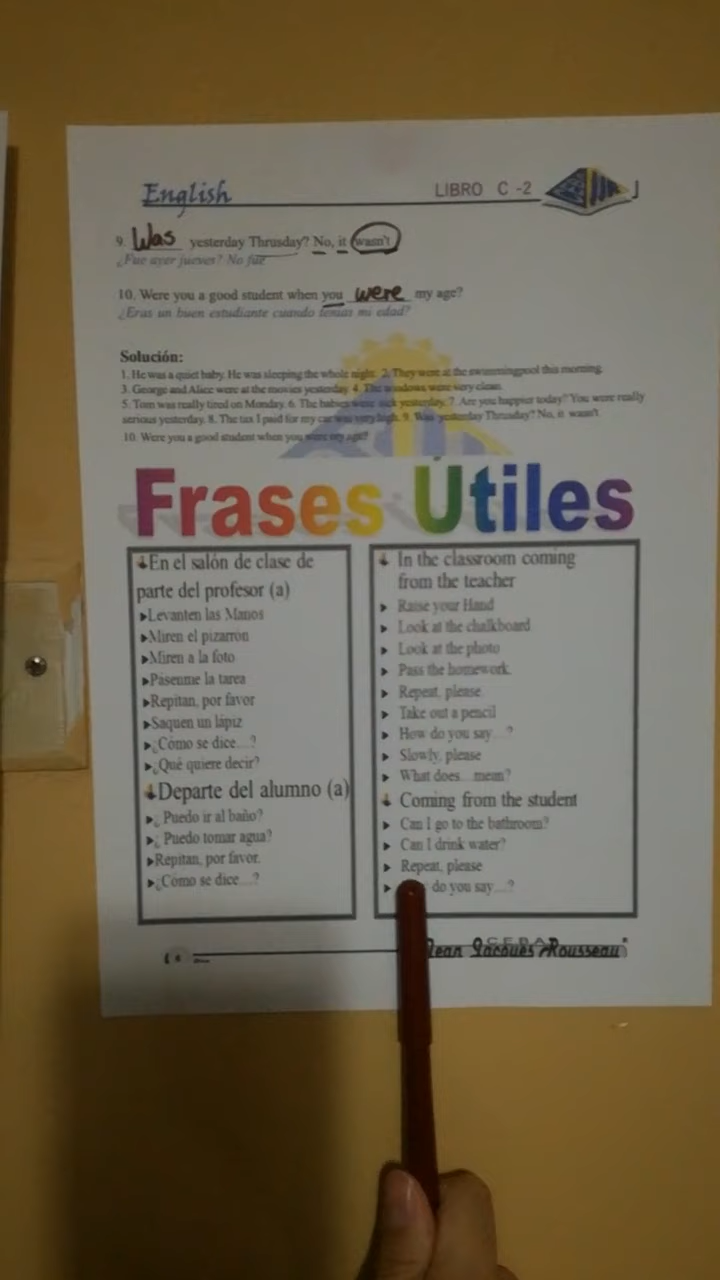 English LIBRO C-2
9. Was yesterday Thrusday? No, it wasn't
¿Fue ayer jueves? No fue
10. Were you a good student when you were my age?
¿Eras un buen estudiante cuando tenias mi edad?
Solución:
1. He was a quiet baby. He was sleeping the whole night. 2. They were at the swimmingpool this morning.
3. George and Alice were at the movies yesterday. 4. The windows were very clean.
5. Tom was really tired on Monday. 6. The babies were sick yesterday. 7. Are you happier today? You were really
serious yesterday. 8. The tax I paid for my car was very high. 9. Was yesterday Thrusday? No, it wasn't
10. Were you a good student when you were my age?
Frases Útiles
En el salón de clase de
parte del profesor (a)
Levanten las Manos
Miren el pizarrón
Miren a la foto
Pasenme la tarea
Repitan, por favor
Saquen un lápiz
¿Cómo se dice...?
¿Qué quiere decir?
Departe del alumno (a)
¿ Puedo ir al baño?
¿ Puedo tomar agua?
Repitan, por favor.
¿Cómo se dice...?
In the classroom coming
from the teacher
Raise your Hand
Look at the chalkboard
Look at the photo
Pass the homework
Repeat, please
Take out a pencil
How do you say...?
Slowly, please
What does...mean?
Coming from the student
Can I go to the bathroom?
Can I drink water?
Repeat, please
do you say...?
C.E.B.A
Jean Jacques Rousseau